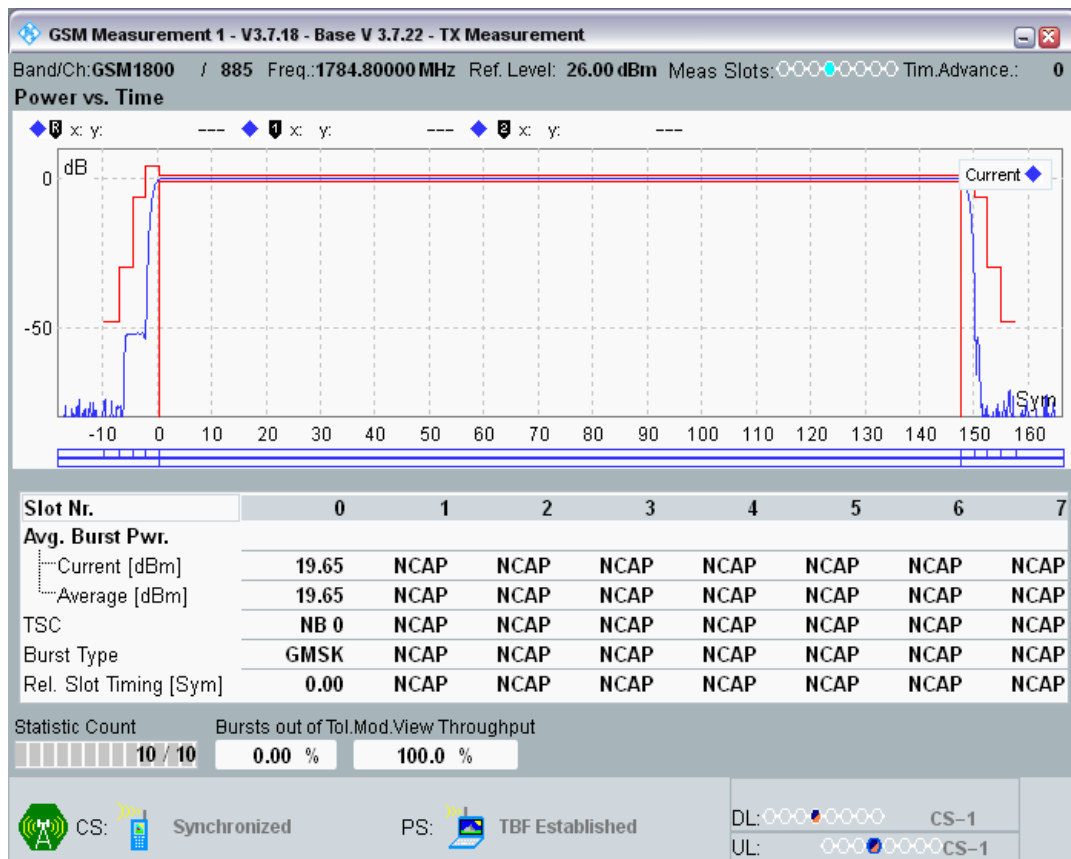 GSM Measurement 1 - V3.7.18 - Base V 3.7.22 - TX Measurement
Band/Ch:GSM1800 / 885 Freq.:1784.80000 MHz Ref. Level: 26.00 dBm Meas Slots: Tim.Advance.: 0
Power vs. Time
R x: y: --- 1 x: y: --- 2 x: y: ---
dB
0
Current
-50
Sym
-10 0 10 20 30 40 50 60 70 80 90 100 110 120 130 140 150 160
Slot Nr. 0 1 2 3 4 5 6 7
Avg. Burst Pwr.
Current [dBm] 19.65 NCAP NCAP NCAP NCAP NCAP NCAP NCAP
Average [dBm] 19.65 NCAP NCAP NCAP NCAP NCAP NCAP NCAP
TSC NB 0 NCAP NCAP NCAP NCAP NCAP NCAP NCAP
Burst Type GMSK NCAP NCAP NCAP NCAP NCAP NCAP NCAP
Rel. Slot Timing [Sym] 0.00 NCAP NCAP NCAP NCAP NCAP NCAP NCAP
Statistic Count Bursts out of Tol.Mod.View Throughput
10 / 10 0.00 % 100.0 %
CS: Synchronized PS: TBF Established
DL: CS-1
UL: CS-1